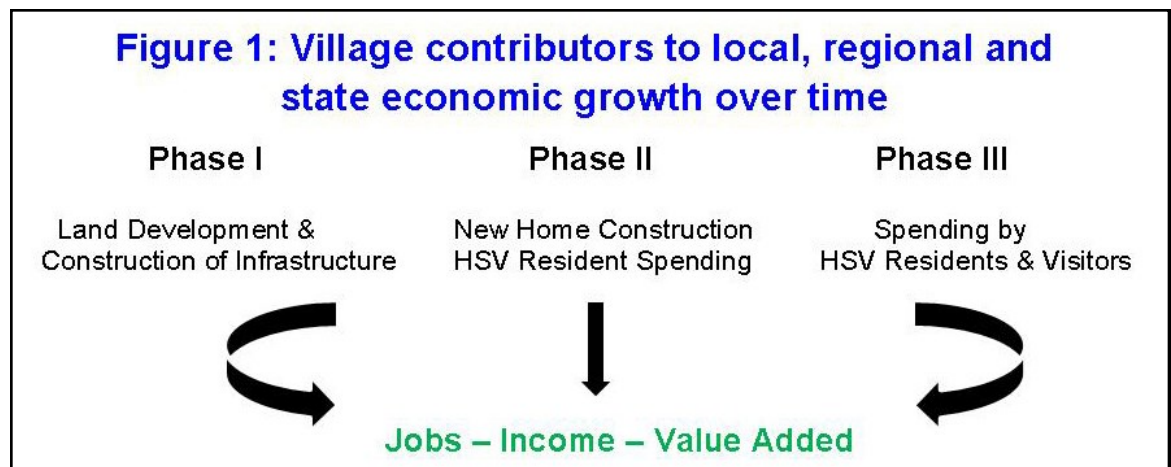 Figure 1: Village contributors to local, regional and
state economic growth over time
Phase I
Phase II
Phase III
Land Development &
Construction of Infrastructure
New Home Construction
HSV Resident Spending
Spending by
HSV Residents & Visitors
Jobs – Income – Value Added